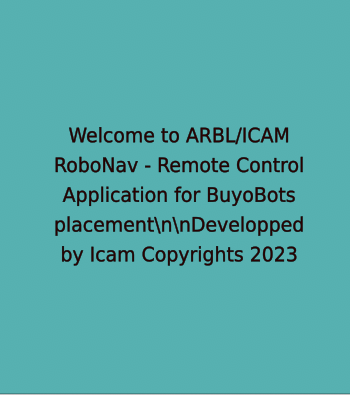 Welcome to ARBL/ICAM
RoboNav - Remote Control
Application for BuyoBots
placement\n\nDevelopped
by Icam Copyrights 2023